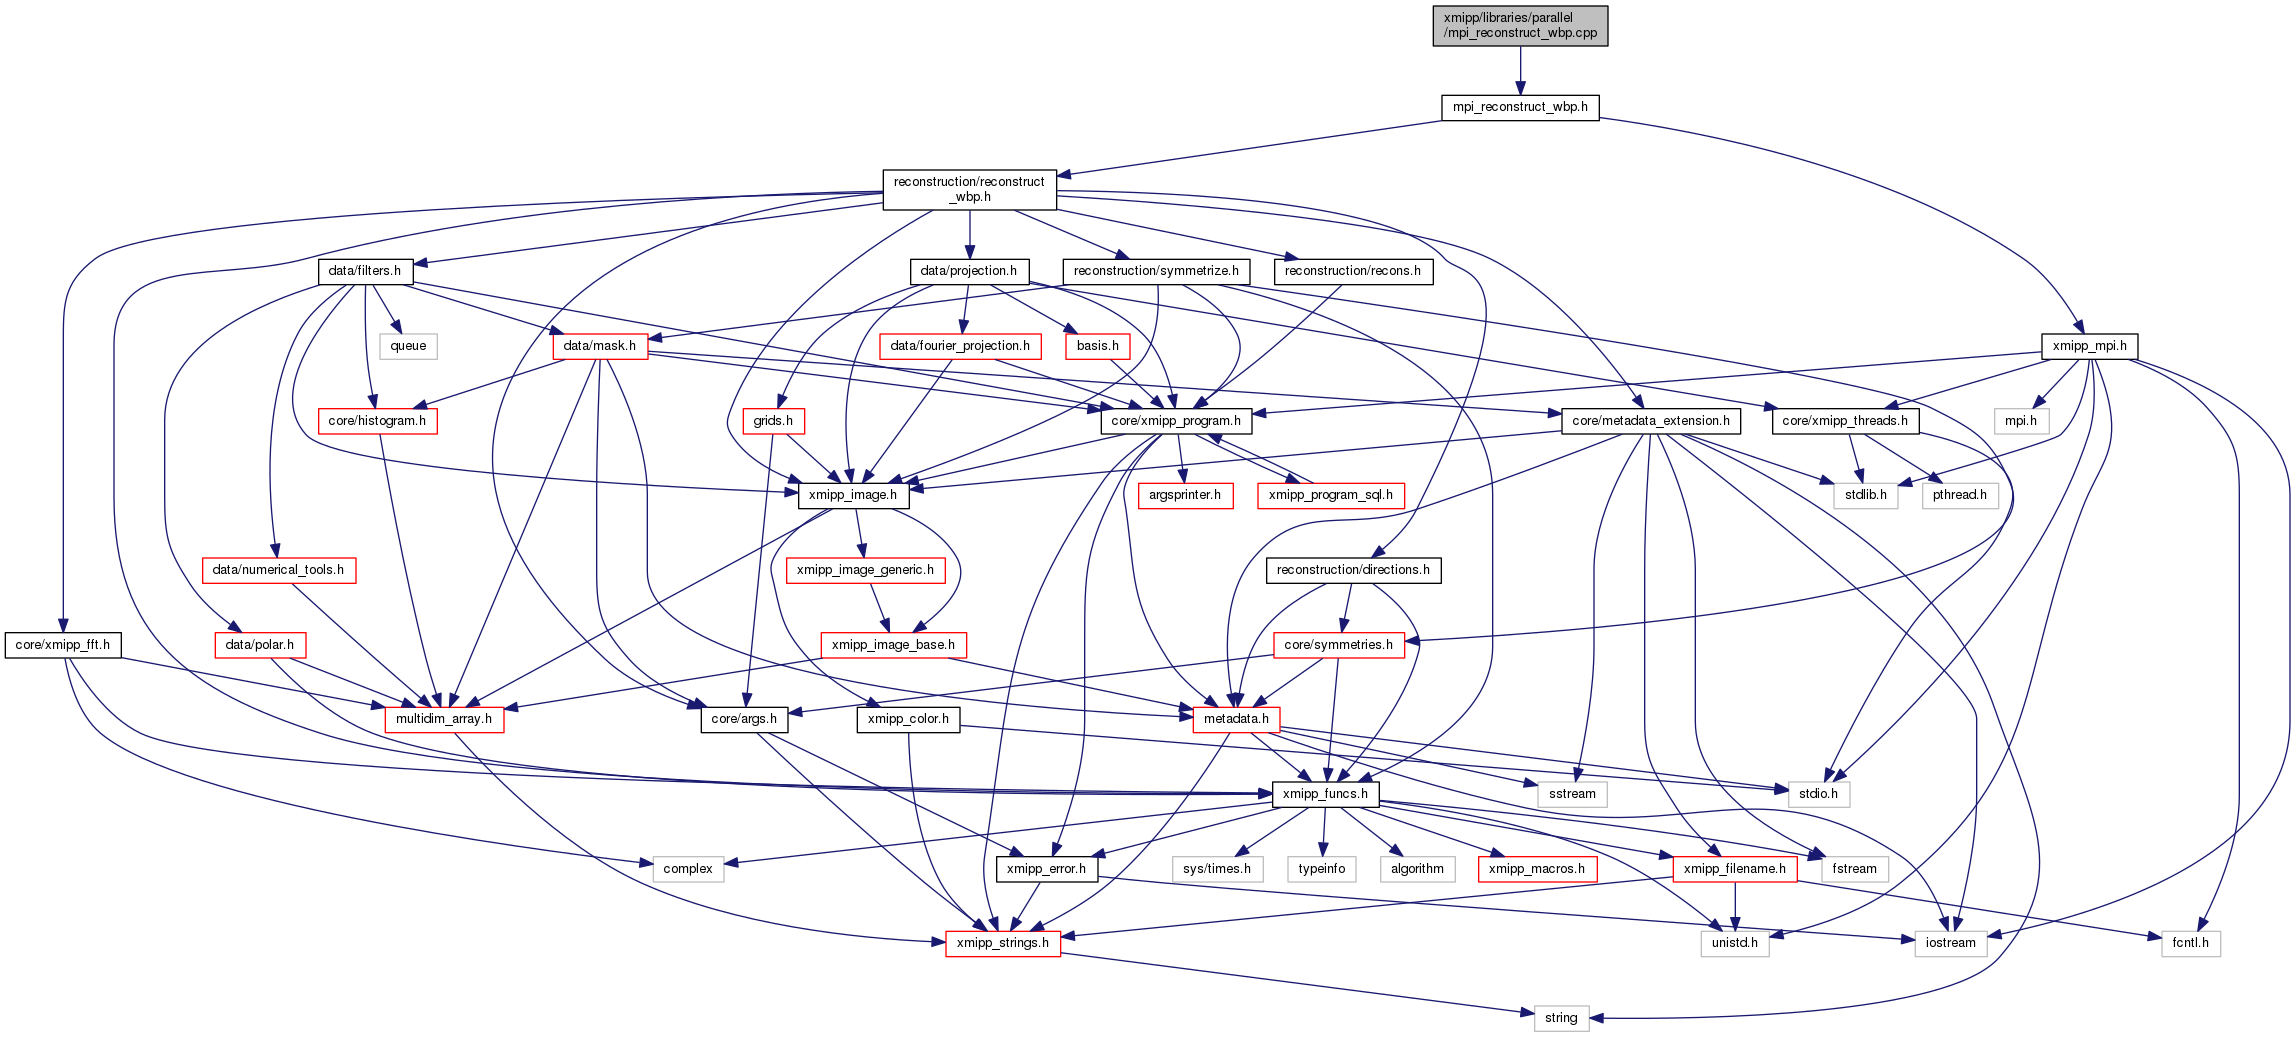 xmipp/libraries/parallel
/mpi_reconstruct_wbp.cpp
mpi_reconstruct_wbp.h
reconstruction/reconstruct
_wbp.h
data/filters.h
data/projection.h
reconstruction/symmetrize.h
reconstruction/recons.h
queue
data/mask.h
data/fourier_projection.h
basis.h
xmipp_mpi.h
core/histogram.h
grids.h
core/xmipp_program.h
core/metadata_extension.h
core/xmipp_threads.h
mpi.h
xmipp_image.h
argsprinter.h
xmipp_program_sql.h
stdlib.h
pthread.h
data/numerical_tools.h
xmipp_image_generic.h
reconstruction/directions.h
core/xmipp_fft.h
data/polar.h
xmipp_image_base.h
core/symmetries.h
multidim_array.h
core/args.h
xmipp_color.h
metadata.h
xmipp_funcs.h
sstream
stdio.h
complex
xmipp_error.h
sys/times.h
typeinfo
algorithm
xmipp_macros.h
xmipp_filename.h
fstream
xmipp_strings.h
unistd.h
iostream
fcntl.h
string